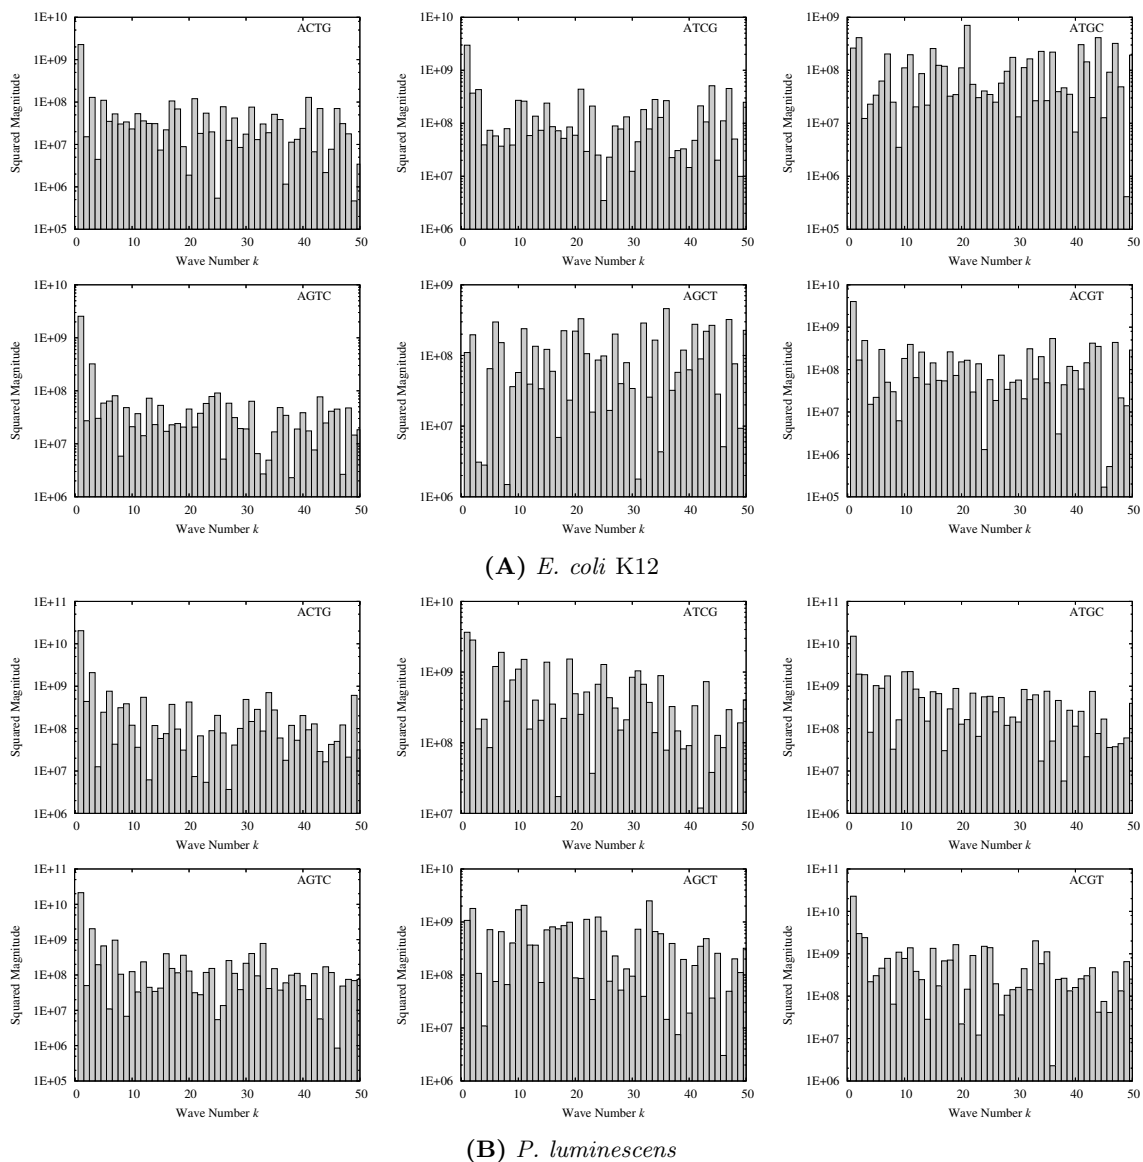 ACTG
1E+10
1E+09
1E+08
1E+07
1E+06
1E+05
Squared Magnitude
0 10 20 30 40 50
Wave Number k
ATCG
1E+10
1E+09
1E+08
1E+07
1E+06
Squared Magnitude
0 10 20 30 40 50
Wave Number k
ATGC
1E+09
1E+08
1E+07
1E+06
1E+05
Squared Magnitude
0 10 20 30 40 50
Wave Number k
AGTC
1E+10
1E+09
1E+08
1E+07
1E+06
Squared Magnitude
0 10 20 30 40 50
Wave Number k
AGCT
1E+09
1E+08
1E+07
1E+06
Squared Magnitude
0 10 20 30 40 50
Wave Number k
ACGT
1E+10
1E+09
1E+08
1E+07
1E+06
1E+05
Squared Magnitude
0 10 20 30 40 50
Wave Number k
(A) E. coli K12
ACTG
1E+11
1E+10
1E+09
1E+08
1E+07
1E+06
Squared Magnitude
0 10 20 30 40 50
Wave Number k
ATCG
1E+10
1E+09
1E+08
1E+07
Squared Magnitude
0 10 20 30 40 50
Wave Number k
ATGC
1E+11
1E+10
1E+09
1E+08
1E+07
1E+06
Squared Magnitude
0 10 20 30 40 50
Wave Number k
AGTC
1E+11
1E+10
1E+09
1E+08
1E+07
1E+06
1E+05
Squared Magnitude
0 10 20 30 40 50
Wave Number k
AGCT
1E+10
1E+09
1E+08
1E+07
1E+06
Squared Magnitude
0 10 20 30 40 50
Wave Number k
ACGT
1E+11
1E+10
1E+09
1E+08
1E+07
1E+06
Squared Magnitude
0 10 20 30 40 50
Wave Number k
(B) P. luminescens